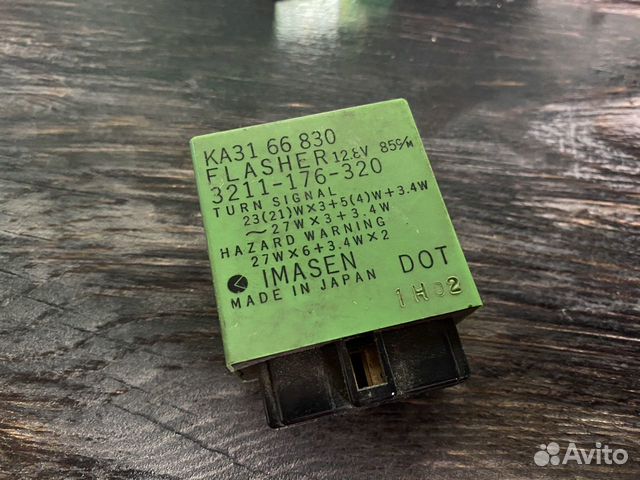 KA31 66 830
FLASHER 12.8V 85c/M
3211-176-320
TURN SIGNAL
23(21)W×3+5(4)W+3.4W
~27W×3+3.4W
HAZARD WARNING
27W×6+3.4W×2
IMASEN DOT
MADE IN JAPAN
1H02
Avito